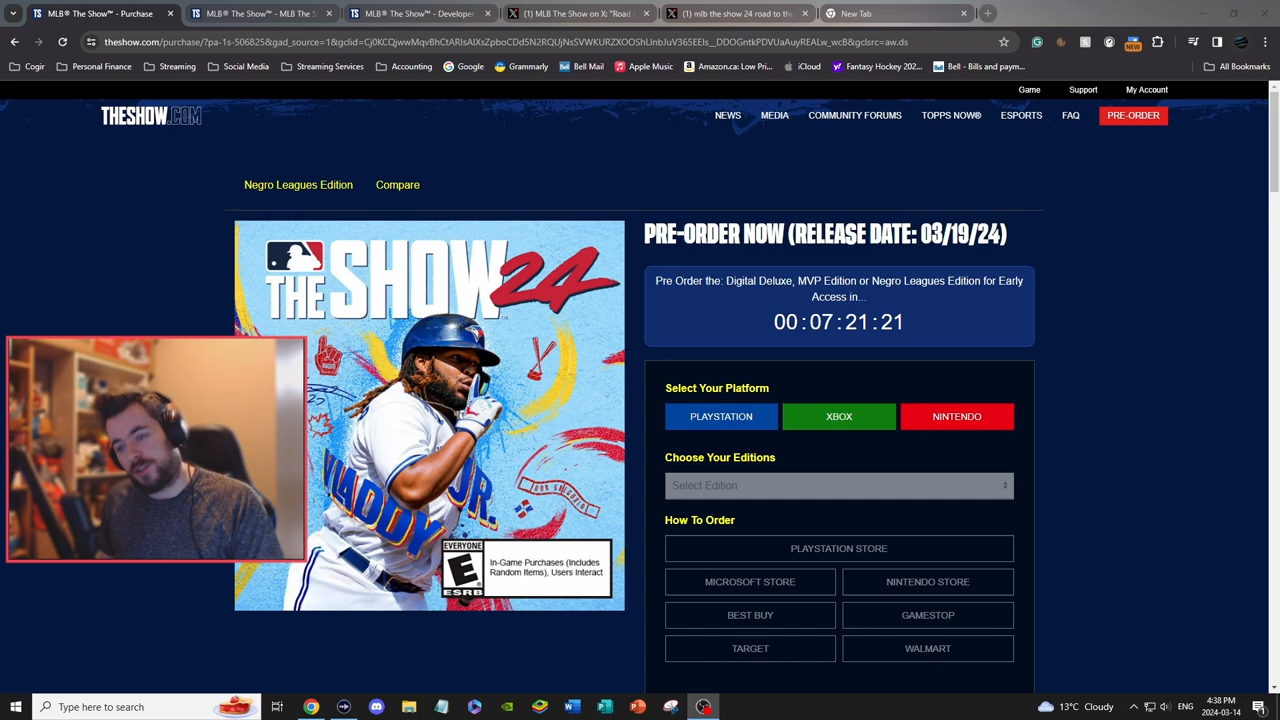 MLB® The Show™ - Purchase
MLB® The Show™ - MLB The S
MLB® The Show™ - Developer
(1) MLB The Show on X: "Road
(1) mlb the show 24 road to the
New Tab
theshow.com/purchase/?pa-1s-506825&gad_source=1&gclid=Cj0KCQjwwMqvBhCtARIsAIXsZpboCDd5N2RQUjNsSVWKURZXOOShLlnbJuV365EEIs__DDOGntkPDVUaAuyREALw_wcB&gclsrc=aw.ds
NEW
Cogir
Personal Finance
Streaming
Social Media
Streaming Services
Accounting
Google
Grammarly
Bell Mail
Apple Music
Amazon.ca: Low Pri...
iCloud
Fantasy Hockey 202...
Bell - Bills and paym...
All Bookmarks
Game
Support
My Account
THESHOW.COM
NEWS
MEDIA
COMMUNITY FORUMS
TOPPS NOW®
ESPORTS
FAQ
PRE-ORDER
Negro Leagues Edition
Compare
THE SHOW 24
VLADDY JR.
EVERYONE
E
ESRB
In-Game Purchases (Includes
Random Items), Users Interact
PRE-ORDER NOW (RELEASE DATE: 03/19/24)
Pre Order the: Digital Deluxe, MVP Edition or Negro Leagues Edition for Early
Access in...
00:07:21:21
Select Your Platform
PLAYSTATION
XBOX
NINTENDO
Choose Your Editions
Select Edition
How To Order
PLAYSTATION STORE
MICROSOFT STORE
NINTENDO STORE
BEST BUY
GAMESTOP
TARGET
WALMART
Type here to search
13°C Cloudy
ENG
4:38 PM
2024-03-14